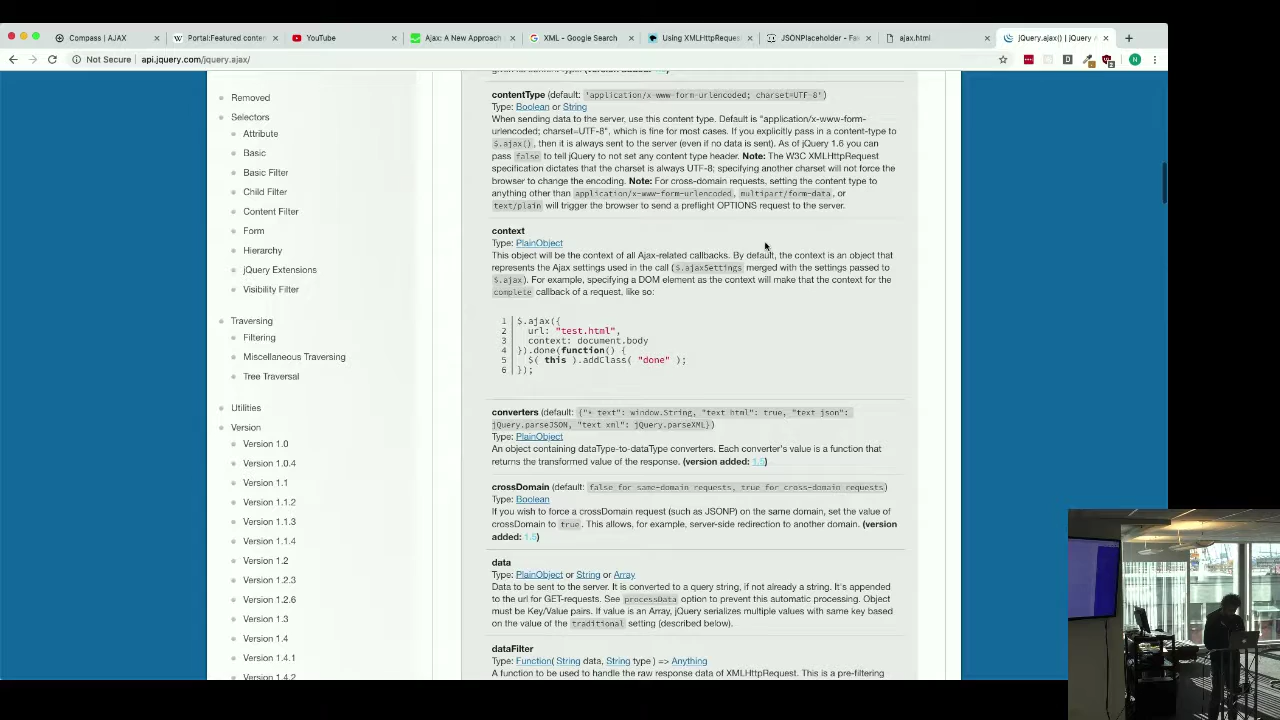 Compass | AJAX
Portal:Featured conten
YouTube
Ajax: A New Approach
XML - Google Search
Using XMLHttpReques
JSONPlaceholder - Fa
ajax.html
jQuery.ajax() | jQuery A
Not Secure | api.jquery.com/jquery.ajax/
Removed
Selectors
Attribute
Basic
Basic Filter
Child Filter
Content Filter
Form
Hierarchy
jQuery Extensions
Visibility Filter
Traversing
Filtering
Miscellaneous Traversing
Tree Traversal
Utilities
Version
Version 1.0
Version 1.0.4
Version 1.1
Version 1.1.2
Version 1.1.3
Version 1.1.4
Version 1.2
Version 1.2.3
Version 1.2.6
Version 1.3
Version 1.4
Version 1.4.1
Version 1.4.2
contentType (default: 'application/x-www-form-urlencoded; charset=UTF-8')
Type: Boolean or String
When sending data to the server, use this content type. Default is "application/x-www-form-
urlencoded; charset=UTF-8", which is fine for most cases. If you explicitly pass in a content-type to
$.ajax(), then it is always sent to the server (even if no data is sent). As of jQuery 1.6 you can
pass false to tell jQuery to not set any content type header. Note: The W3C XMLHttpRequest
specification dictates that the charset is always UTF-8; specifying another charset will not force the
browser to change the encoding. Note: For cross-domain requests, setting the content type to
anything other than application/x-www-form-urlencoded, multipart/form-data, or
text/plain will trigger the browser to send a preflight OPTIONS request to the server.
context
Type: PlainObject
This object will be the context of all Ajax-related callbacks. By default, the context is an object that
represents the Ajax settings used in the call ($.ajaxSettings merged with the settings passed to
$.ajax). For example, specifying a DOM element as the context will make that the context for the
complete callback of a request, like so:
1 $.ajax({
2 url: "test.html",
3 context: document.body
4 }).done(function() {
5 $( this ).addClass( "done" );
6 });
converters (default: {"* text": window.String, "text html": true, "text json":
jQuery.parseJSON, "text xml": jQuery.parseXML})
Type: PlainObject
An object containing dataType-to-dataType converters. Each converter's value is a function that
returns the transformed value of the response. (version added: 1.5)
crossDomain (default: false for same-domain requests, true for cross-domain requests)
Type: Boolean
If you wish to force a crossDomain request (such as JSONP) on the same domain, set the value of
crossDomain to true. This allows, for example, server-side redirection to another domain. (version
added: 1.5)
data
Type: PlainObject or String or Array
Data to be sent to the server. It is converted to a query string, if not already a string. It's appended
to the url for GET-requests. See processData option to prevent this automatic processing. Object
must be Key/Value pairs. If value is an Array, jQuery serializes multiple values with same key based
on the value of the traditional setting (described below).
dataFilter
Type: Function( String data, String type ) => Anything
A function to be used to handle the raw response data of XMLHttpRequest. This is a pre-filtering